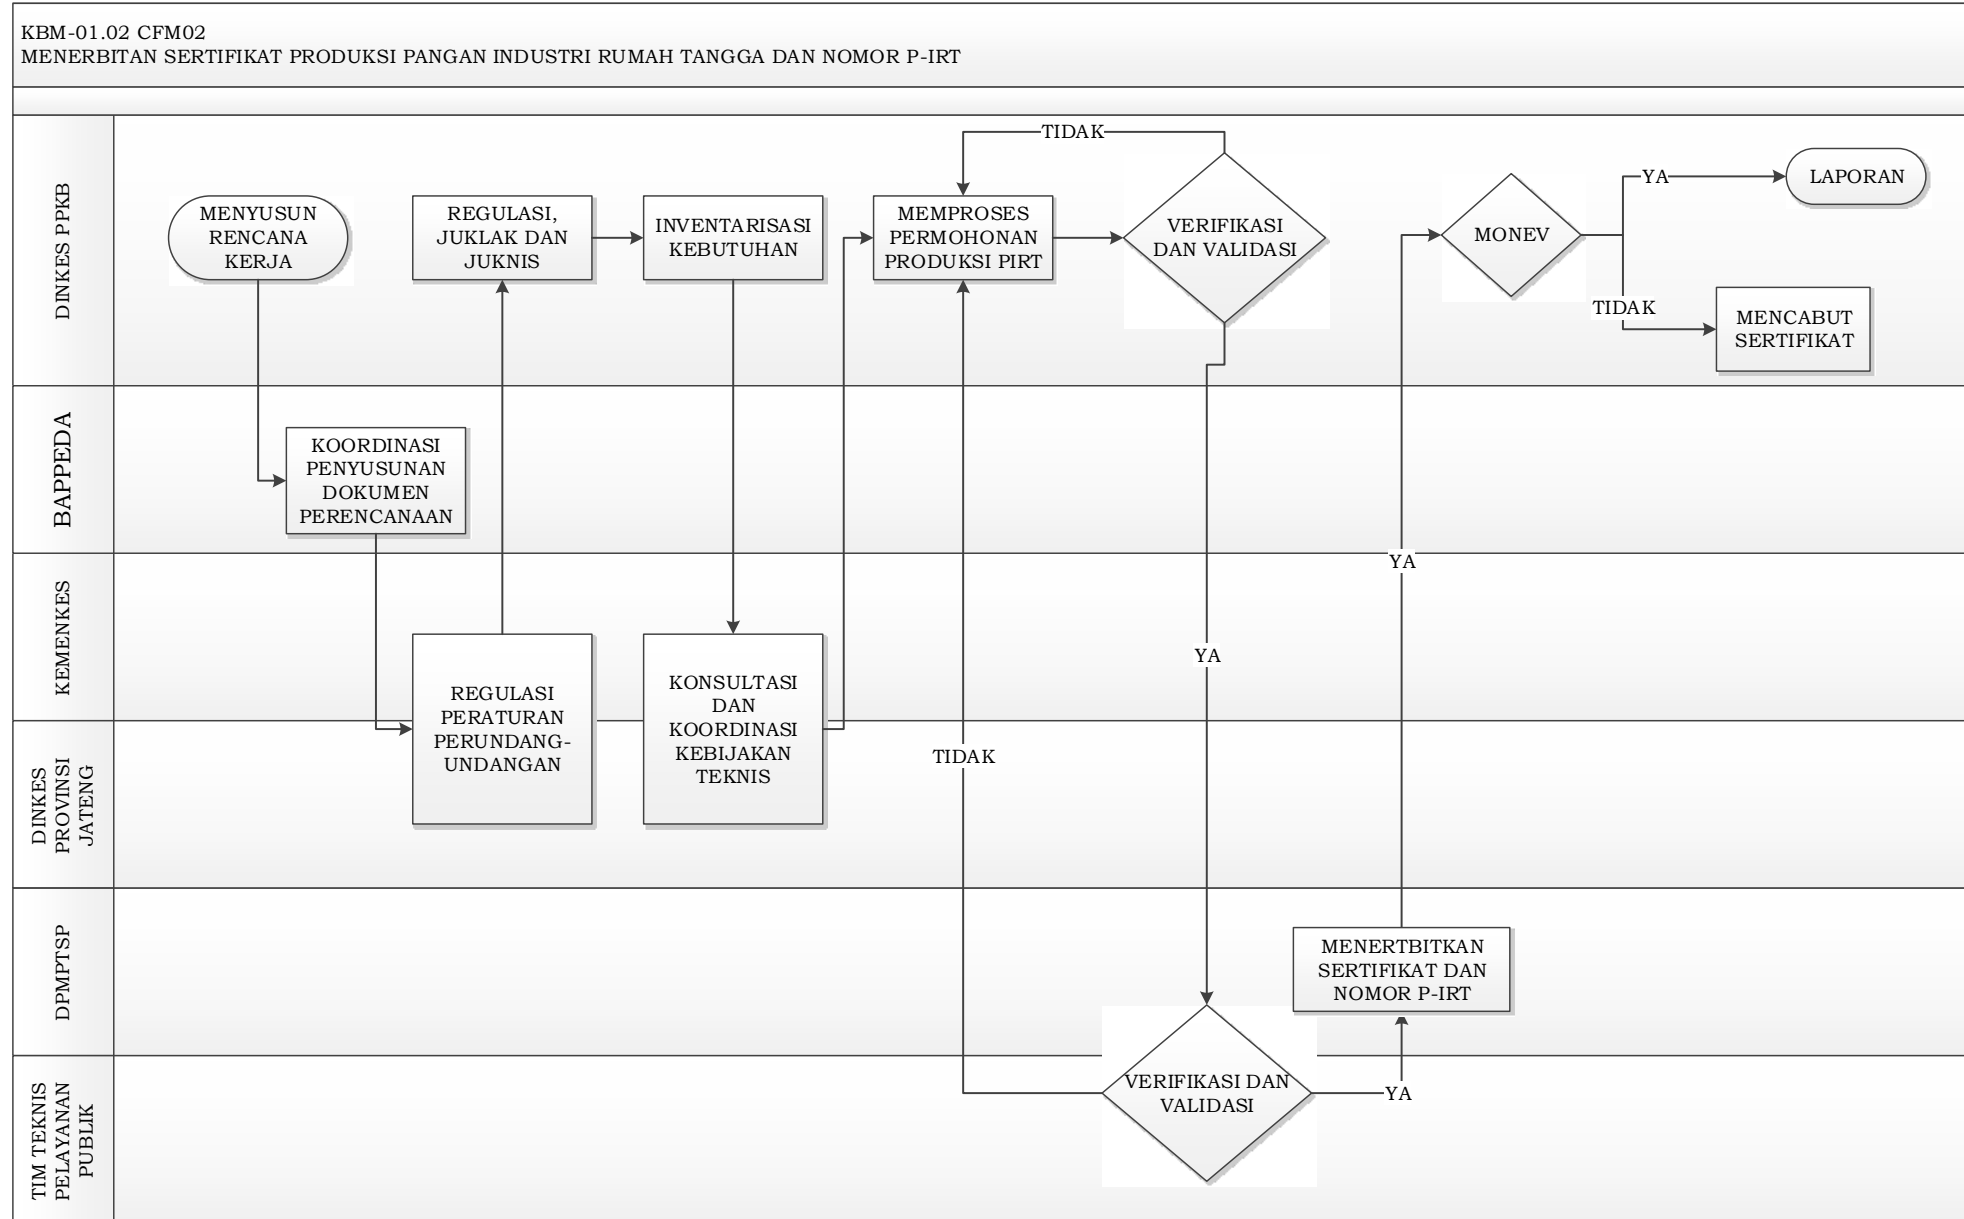 KBM-01.02 CFM02
MENERBITAN SERTIFIKAT PRODUKSI PANGAN INDUSTRI RUMAH TANGGA DAN NOMOR P-IRT
DINKES PPKB
MENYUSUN
RENCANA
KERJA
REGULASI,
JUKLAK DAN
JUKNIS
INVENTARISASI
KEBUTUHAN
MEMPROSES
PERMOHONAN
PRODUKSI PIRT
TIDAK
VERIFIKASI
DAN VALIDASI
MONEV
YA
LAPORAN
TIDAK
MENCABUT
SERTIFIKAT
BAPPEDA
KOORDINASI
PENYUSUNAN
DOKUMEN
PERENCANAAN
YA
KEMENKES
REGULASI
PERATURAN
PERUNDANG-
UNDANGAN
KONSULTASI
DAN
KOORDINASI
KEBIJAKAN
TEKNIS
YA
DINKES
PROVINSI
JATENG
TIDAK
DPMPTSP
MENERTBITKAN
SERTIFIKAT DAN
NOMOR P-IRT
TIM TEKNIS
PELAYANAN
PUBLIK
VERIFIKASI DAN
VALIDASI
YA